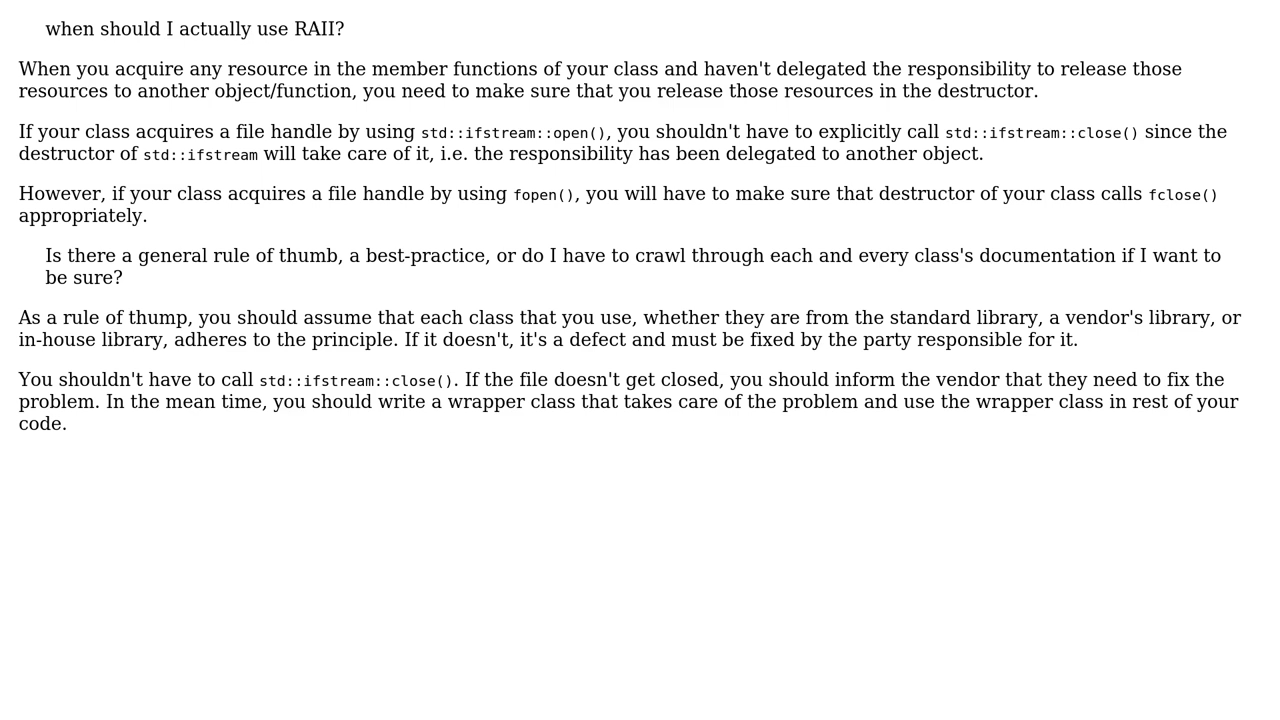 when should I actually use RAII?
When you acquire any resource in the member functions of your class and haven't delegated the responsibility to release those
resources to another object/function, you need to make sure that you release those resources in the destructor.
If your class acquires a file handle by using std::ifstream::open(), you shouldn't have to explicitly call std::ifstream::close() since the
destructor of std::ifstream will take care of it, i.e. the responsibility has been delegated to another object.
However, if your class acquires a file handle by using fopen(), you will have to make sure that destructor of your class calls fclose()
appropriately.
Is there a general rule of thumb, a best-practice, or do I have to crawl through each and every class's documentation if I want to
be sure?
As a rule of thump, you should assume that each class that you use, whether they are from the standard library, a vendor's library, or
in-house library, adheres to the principle. If it doesn't, it's a defect and must be fixed by the party responsible for it.
You shouldn't have to call std::ifstream::close(). If the file doesn't get closed, you should inform the vendor that they need to fix the
problem. In the mean time, you should write a wrapper class that takes care of the problem and use the wrapper class in rest of your
code.